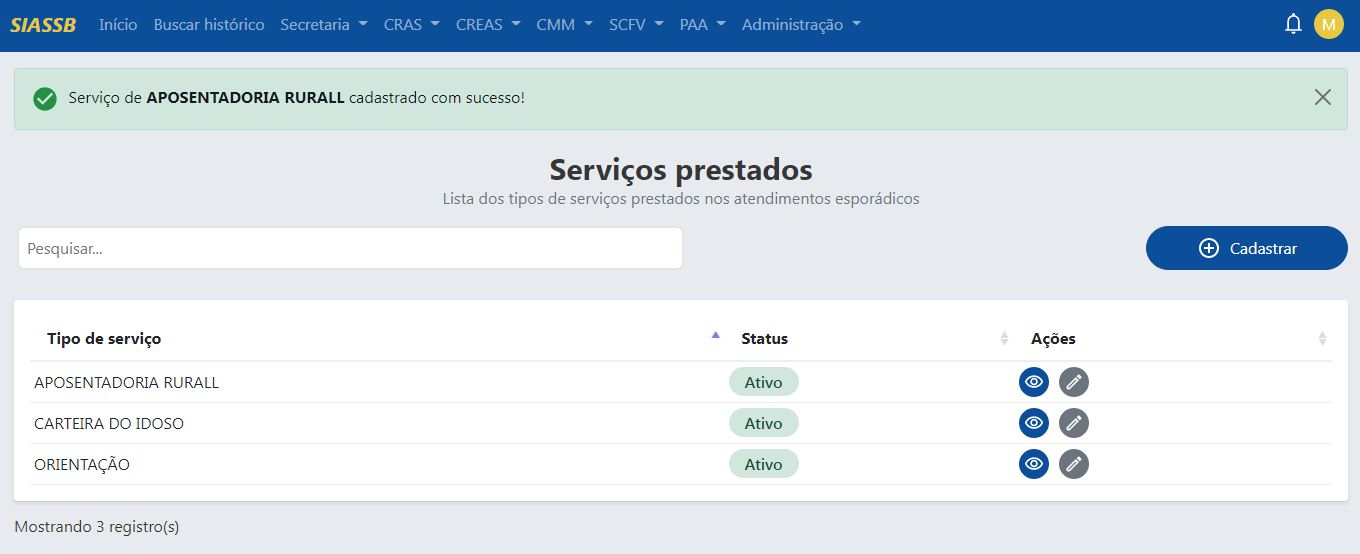 SIASSB Início Buscar histórico Secretaria CRAS CREAS CMM SCFV PAA Administração M
Serviço de APOSENTADORIA RURALL cadastrado com sucesso!
Serviços prestados
Lista dos tipos de serviços prestados nos atendimentos esporádicos
Pesquisar... Cadastrar
Tipo de serviço Status Ações
APOSENTADORIA RURALL Ativo
CARTEIRA DO IDOSO Ativo
ORIENTAÇÃO Ativo
Mostrando 3 registro(s)